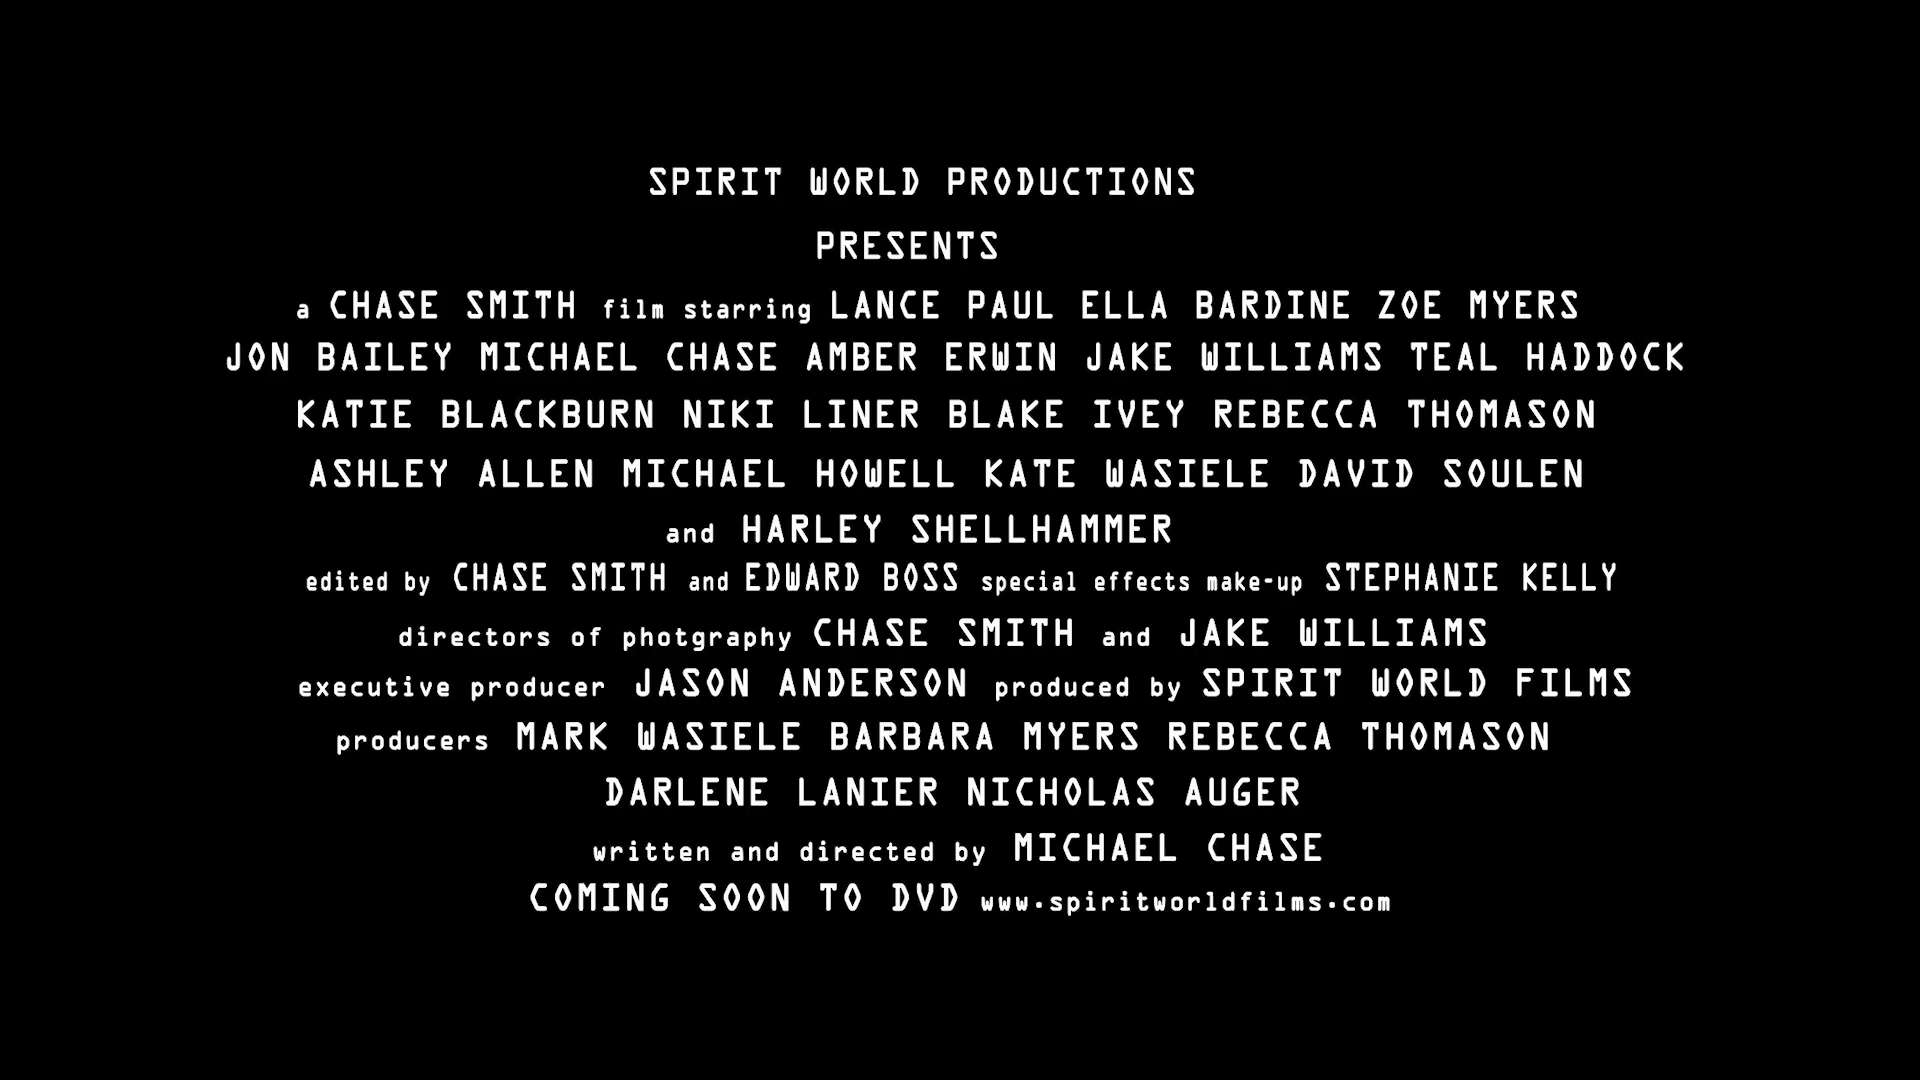 SPIRIT WORLD PRODUCTIONS
PRESENTS
a CHASE SMITH film starring LANCE PAUL ELLA BARDINE ZOE MYERS
JON BAILEY MICHAEL CHASE AMBER ERWIN JAKE WILLIAMS TEAL HADDOCK
KATIE BLACKBURN NIKI LINER BLAKE IVEY REBECCA THOMASON
ASHLEY ALLEN MICHAEL HOWELL KATE WASIELE DAVID SOULEN
and HARLEY SHELLHAMMER
edited by CHASE SMITH and EDWARD BOSS special effects make-up STEPHANIE KELLY
directors of photgraphy CHASE SMITH and JAKE WILLIAMS
executive producer JASON ANDERSON produced by SPIRIT WORLD FILMS
producers MARK WASIELE BARBARA MYERS REBECCA THOMASON
DARLENE LANIER NICHOLAS AUGER
written and directed by MICHAEL CHASE
COMING SOON TO DVD www.spiritworldfilms.com